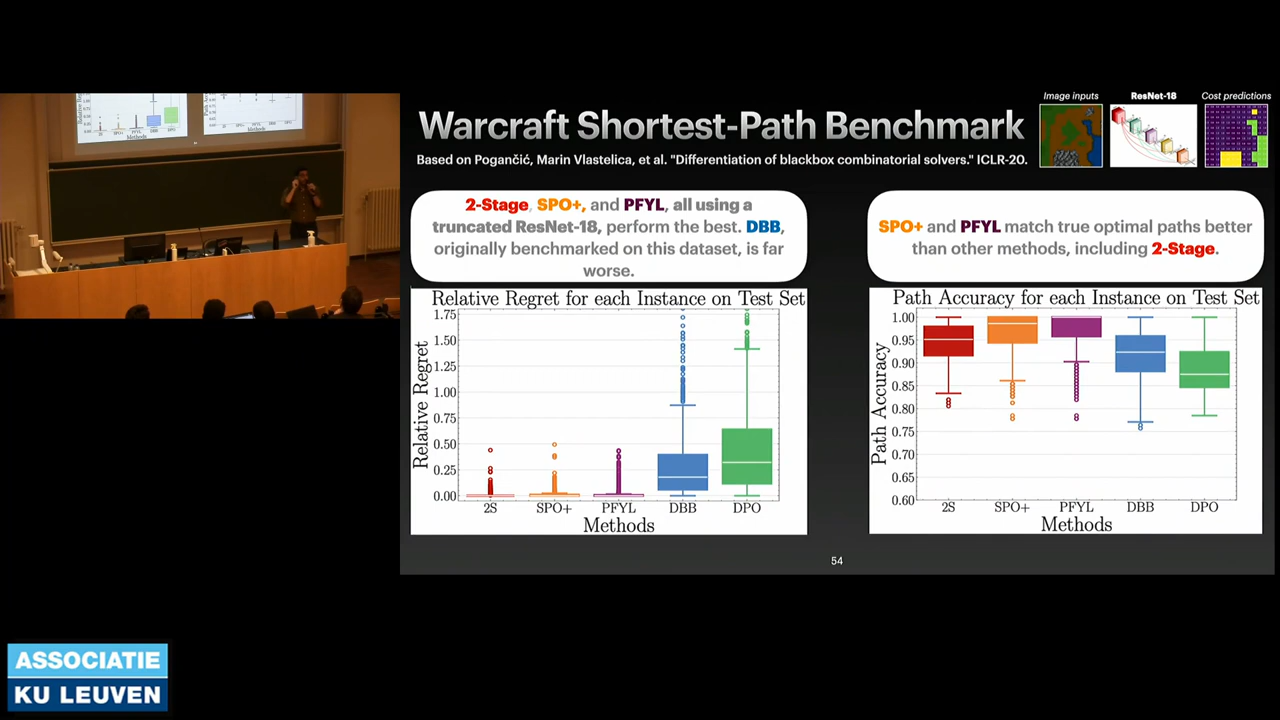 Warcraft Shortest-Path Benchmark
Based on Pogančić, Marin Vlastelica, et al. "Differentiation of blackbox combinatorial solvers." ICLR-20.
Image inputs
ResNet-18
Cost predictions
2-Stage, SPO+, and PFYL, all using a
truncated ResNet-18, perform the best. DBB,
originally benchmarked on this dataset, is far
worse.
SPO+ and PFYL match true optimal paths better
than other methods, including 2-Stage.
Relative Regret for each Instance on Test Set
Relative Regret
1.75
1.50
1.25
1.00
0.75
0.50
0.25
0.00
2S SPO+ PFYL DBB DPO
Methods
Path Accuracy for each Instance on Test Set
Path Accuracy
1.00
0.95
0.90
0.85
0.80
0.75
0.70
0.65
0.60
2S SPO+ PFYL DBB DPO
Methods
54
ASSOCIATIE
KU LEUVEN